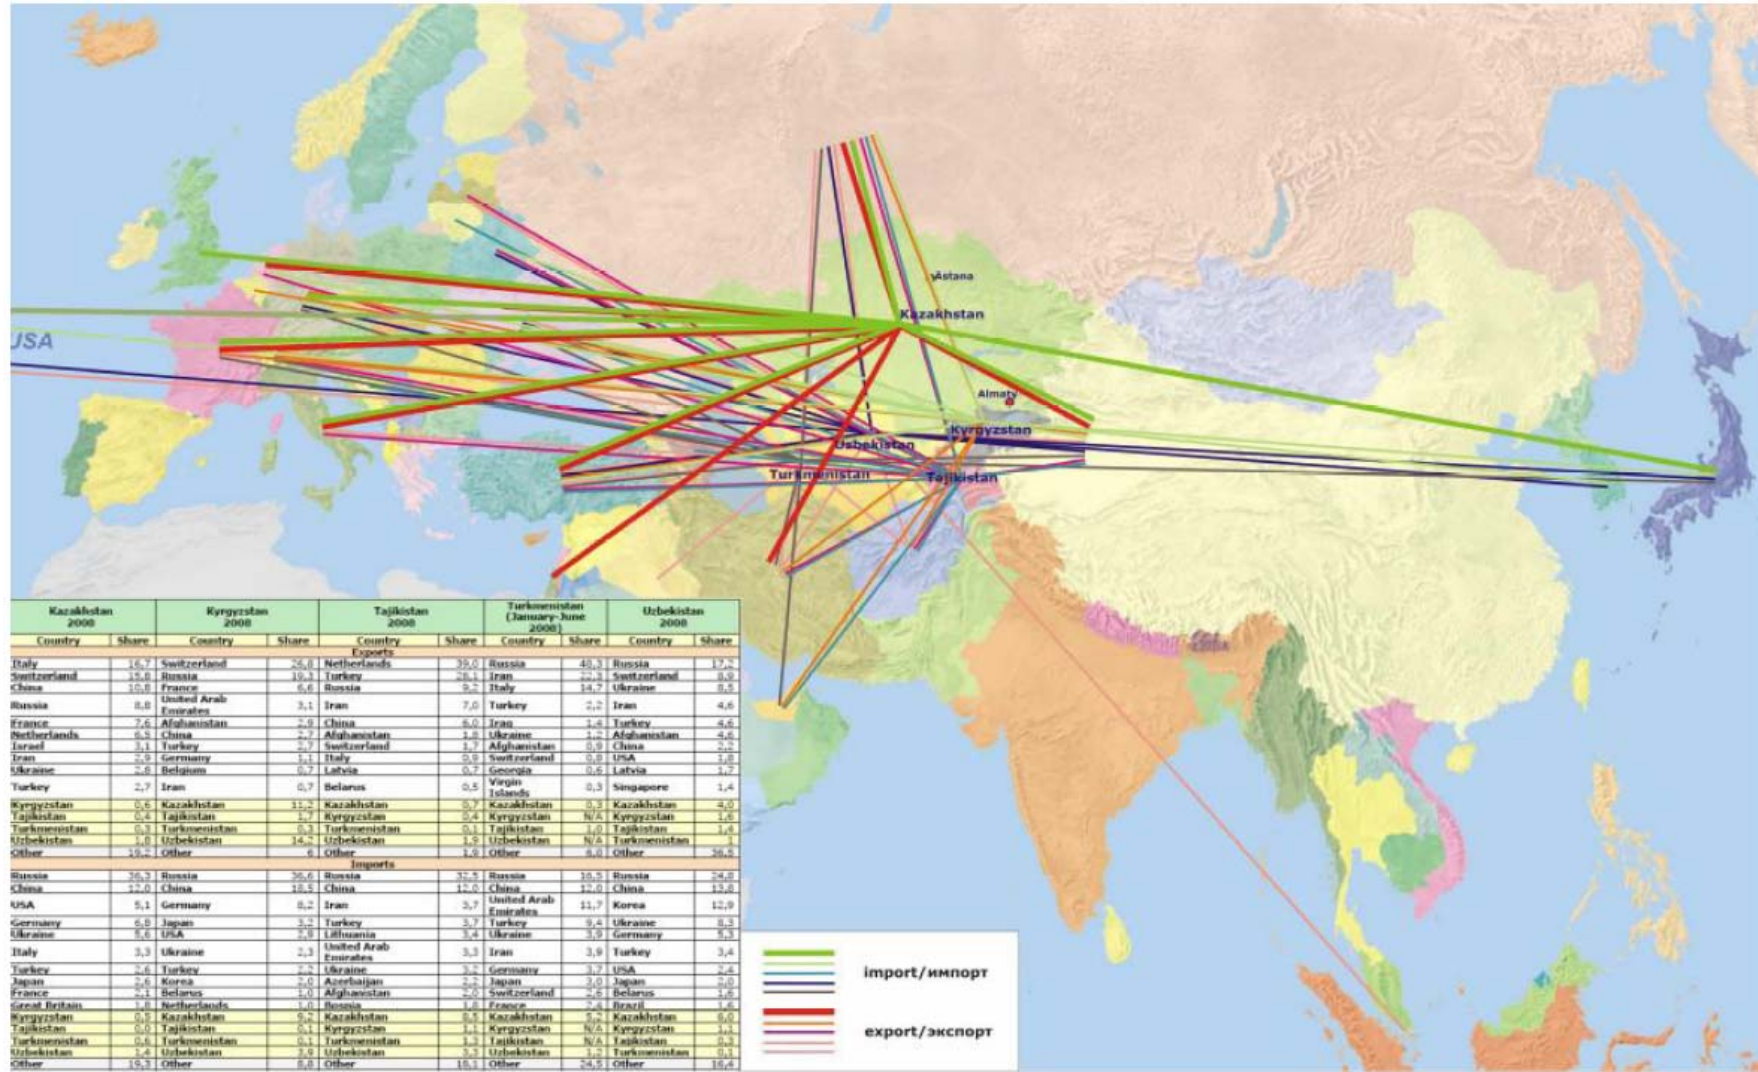 USA
Astana
Kazakhstan
Almaty
Kyrgyzstan
Usbekistan
Turkmenistan
Tajikistan
Kazakhstan 2008 Kyrgyzstan 2008 Tajikistan 2008 Turkmenistan (January-June 2008) Uzbekistan 2008
Country Share Country Share Country Share Country Share Country Share
Exports
Italy 16,7 Switzerland 26,8 Netherlands 39,0 Russia 48,3 Russia 17,2
Switzerland 15,8 Russia 19,3 Turkey 28,1 Iran 22,3 Switzerland 8,9
China 10,8 France 6,6 Russia 9,2 Italy 14,7 Ukraine 8,5
Russia 8,8 United Arab Emirates 3,1 Iran 7,0 Turkey 2,2 Iran 4,6
France 7,6 Afghanistan 2,9 China 6,0 Iraq 1,4 Turkey 4,6
Netherlands 6,5 China 2,7 Afghanistan 1,8 Ukraine 1,2 Afghanistan 4,6
Israel 3,1 Turkey 2,7 Switzerland 1,7 Afghanistan 0,9 China 2,2
Iran 2,9 Germany 1,1 Italy 0,9 Switzerland 0,8 USA 1,8
Ukraine 2,8 Belgium 0,7 Latvia 0,7 Georgia 0,6 Latvia 1,7
Turkey 2,7 Iran 0,7 Belarus 0,5 Virgin Islands 0,3 Singapore 1,4
Kyrgyzstan 0,6 Kazakhstan 11,2 Kazakhstan 0,7 Kazakhstan 0,3 Kazakhstan 4,0
Tajikistan 0,4 Tajikistan 1,7 Kyrgyzstan 0,4 Kyrgyzstan N/A Kyrgyzstan 1,6
Turkmenistan 0,3 Turkmenistan 0,3 Turkmenistan 0,1 Tajikistan 1,0 Tajikistan 1,4
Uzbekistan 1,8 Uzbekistan 14,2 Uzbekistan 1,9 Uzbekistan N/A Turkmenistan 1
Other 19,2 Other 6 Other 1,9 Other 6,0 Other 36,5
Imports
Russia 36,3 Russia 36,6 Russia 32,5 Russia 16,5 Russia 24,8
China 12,0 China 18,5 China 12,0 China 12,0 China 13,8
USA 5,1 Germany 8,2 Iran 3,7 United Arab Emirates 11,7 Korea 12,9
Germany 6,8 Japan 3,2 Turkey 3,7 Turkey 9,4 Ukraine 8,3
Ukraine 5,6 USA 2,9 Lithuania 3,4 Ukraine 3,9 Germany 5,3
Italy 3,3 Ukraine 2,3 United Arab Emirates 3,3 Iran 3,9 Turkey 3,4
Turkey 2,6 Turkey 2,2 Ukraine 3,2 Germany 3,7 USA 2,4
Japan 2,6 Korea 2,0 Azerbaijan 2,2 Japan 3,0 Japan 2,0
France 2,1 Belarus 1,0 Afghanistan 2,0 Switzerland 2,6 Belarus 1,6
Great Britain 1,8 Netherlands 1,0 1,8 France 2,4 Brazil 1,6
Kyrgyzstan 0,5 Kazakhstan 9,2 Kazakhstan 8,5 Kazakhstan 5,2 Kazakhstan 6,0
Tajikistan 0,0 Tajikistan 0,1 Kyrgyzstan 1,1 Kyrgyzstan N/A Kyrgyzstan 1,1
Turkmenistan 0,6 Turkmenistan 0,1 Turkmenistan 1,3 Tajikistan N/A Tajikistan 0,3
Uzbekistan 1,4 Uzbekistan 3,9 Uzbekistan 3,3 Uzbekistan 1,2 Turkmenistan 0,1
Other 19,3 Other 8,8 Other 18,1 Other 24,5 Other 16,4
import/импорт
export/экспорт